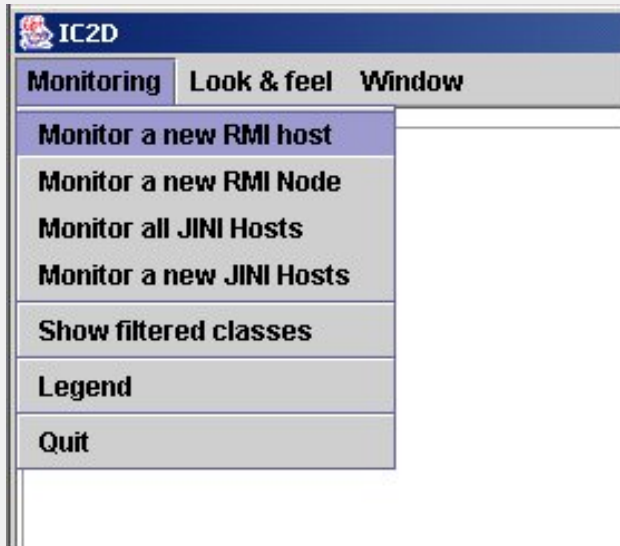 IC2D
Monitoring Look & feel Window
Monitor a new RMI host
Monitor a new RMI Node
Monitor all JINI Hosts
Monitor a new JINI Hosts
Show filtered classes
Legend
Quit